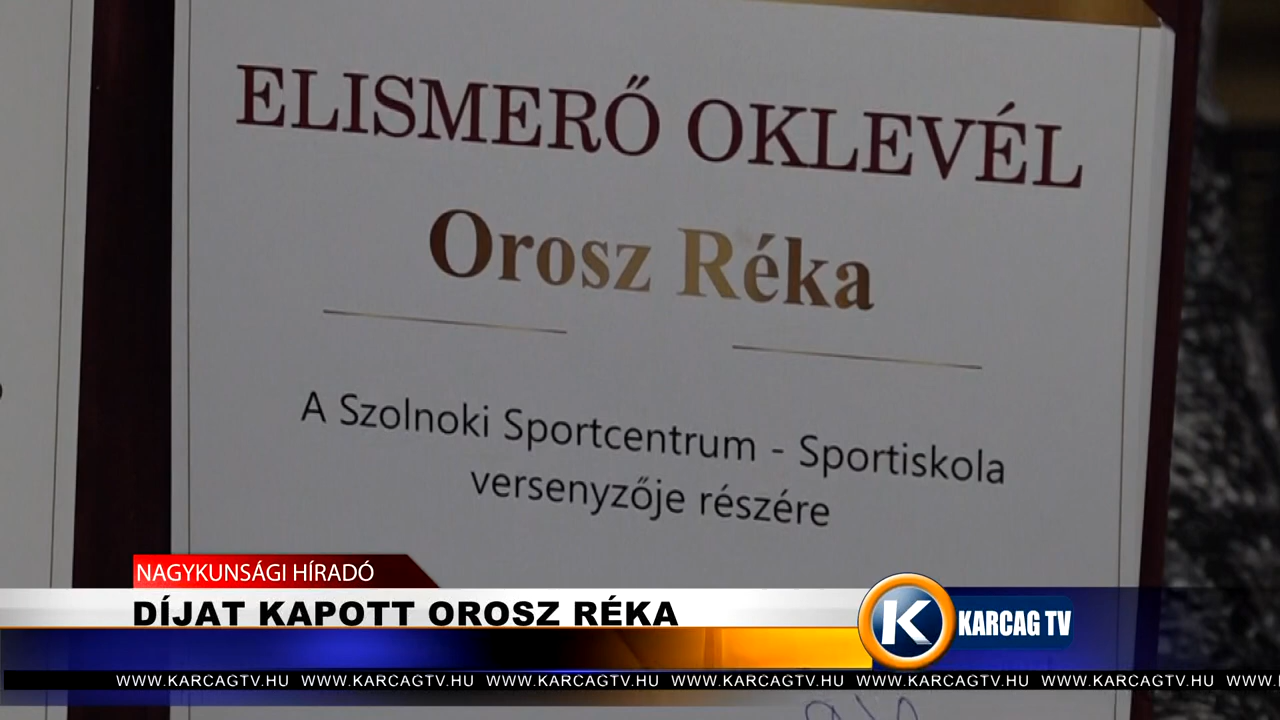 ELISMERŐ OKLEVÉL
Orosz Réka
A Szolnoki Sportcentrum - Sportiskola
versenyzője részére
NAGYKUNSÁGI HÍRADÓ
DÍJAT KAPOTT OROSZ RÉKA
K KARCAG TV
WWW.KARCAGTV.HU WWW.KARCAGTV.HU WWW.KARCAGTV.HU WWW.KARCAGTV.HU WWW.KARCAGTV.HU WWW.KARCAGTV.HU